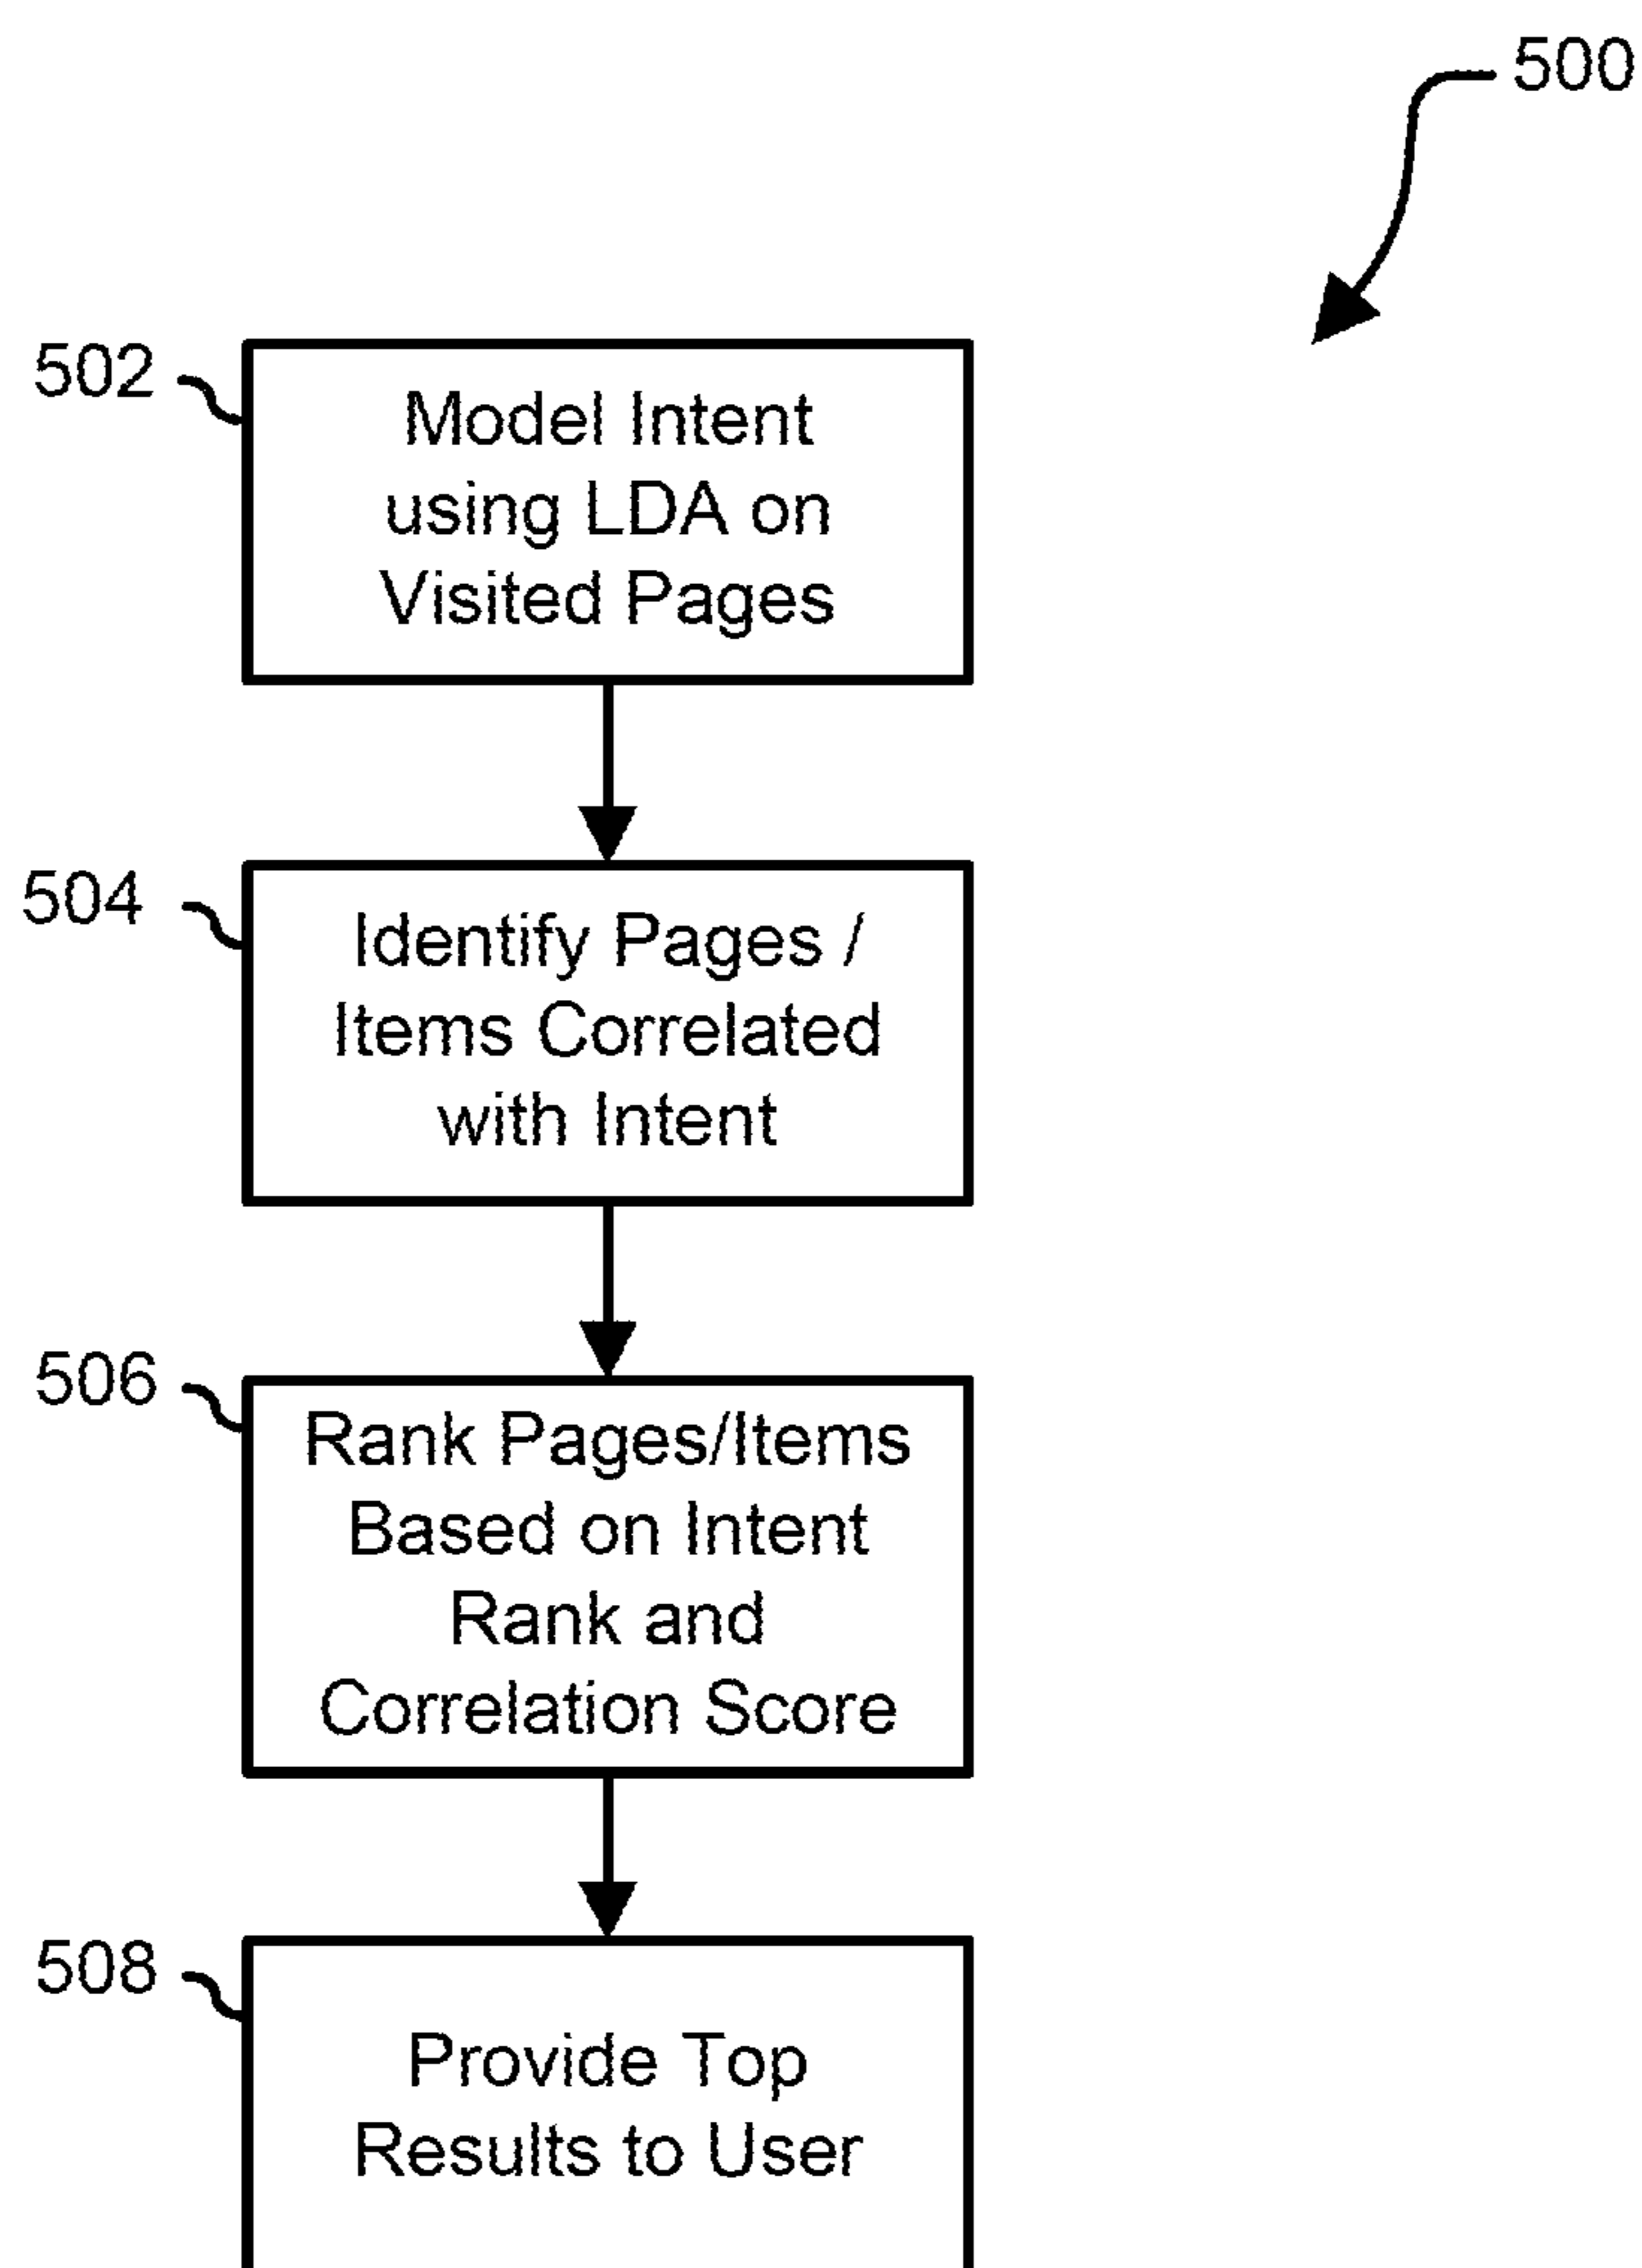 500
502
Model Intent
using LDA on
Visited Pages
504
Identify Pages /
Items Correlated
with Intent
506
Rank Pages/Items
Based on Intent
Rank and
Correlation Score
508
Provide Top
Results to User